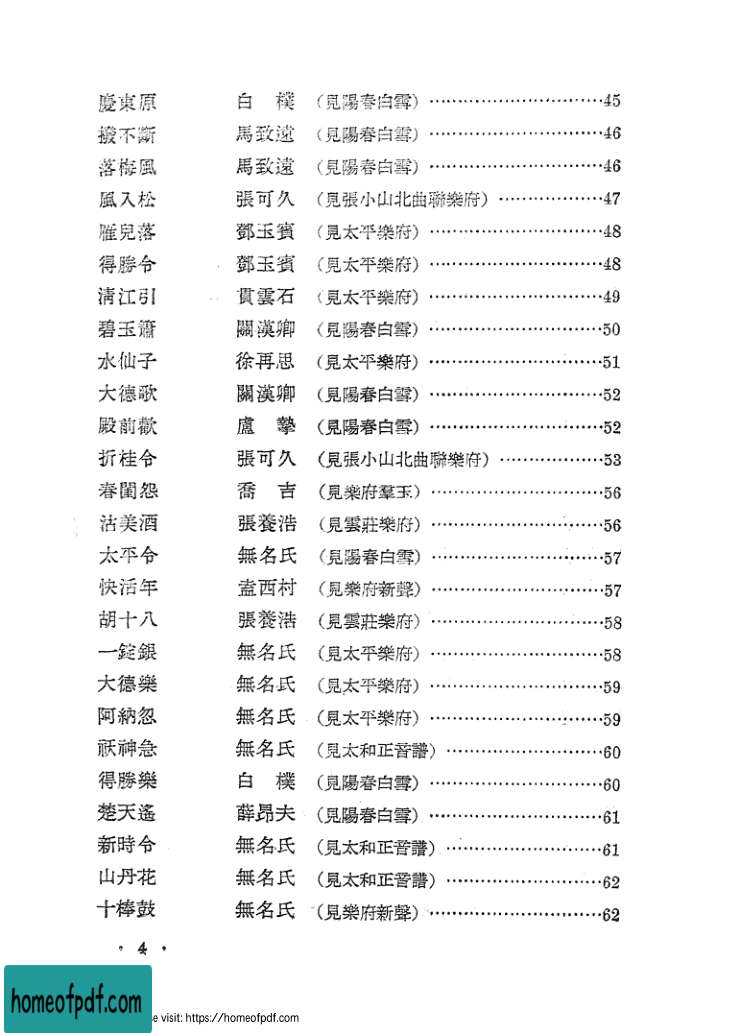 慶東原 白　樸 （見陽春白雪）…………………………45
撥不斷 馬致遠 （見陽春白雪）…………………………46
落梅風 馬致遠 （見陽春白雪）…………………………46
風入松 張可久 （見張小山北曲聯樂府）………………47
雁兒落 鄧玉賓 （見太平樂府）…………………………48
得勝令 鄧玉賓 （見太平樂府）…………………………48
清江引 貫雲石 （見太平樂府）…………………………49
碧玉簫 關漢卿 （見陽春白雪）…………………………50
水仙子 徐再思 （見太平樂府）…………………………51
大德歌 關漢卿 （見陽春白雪）…………………………52
殿前歡 盧　摯 （見陽春白雪）…………………………52
折桂令 張可久 （見張小山北曲聯樂府）………………53
春閨怨 喬　吉 （見樂府羣玉）…………………………56
沽美酒 張養浩 （見雲莊樂府）…………………………56
太平令 無名氏 （見陽春白雪）…………………………57
快活年 盍西村 （見樂府新聲）…………………………57
胡十八 張養浩 （見雲莊樂府）…………………………58
一錠銀 無名氏 （見太平樂府）…………………………58
大德樂 無名氏 （見太平樂府）…………………………59
阿納忽 無名氏 （見太平樂府）…………………………59
祆神急 無名氏 （見太和正音譜）………………………60
得勝樂 白　樸 （見陽春白雪）…………………………60
楚天遙 薛昂夫 （見陽春白雪）…………………………61
新時令 無名氏 （見太和正音譜）………………………61
山丹花 無名氏 （見太和正音譜）………………………62
十棒鼓 無名氏 （見樂府新聲）…………………………62
· 4 ·
homeofpdf.com
visit: https://homeofpdf.com